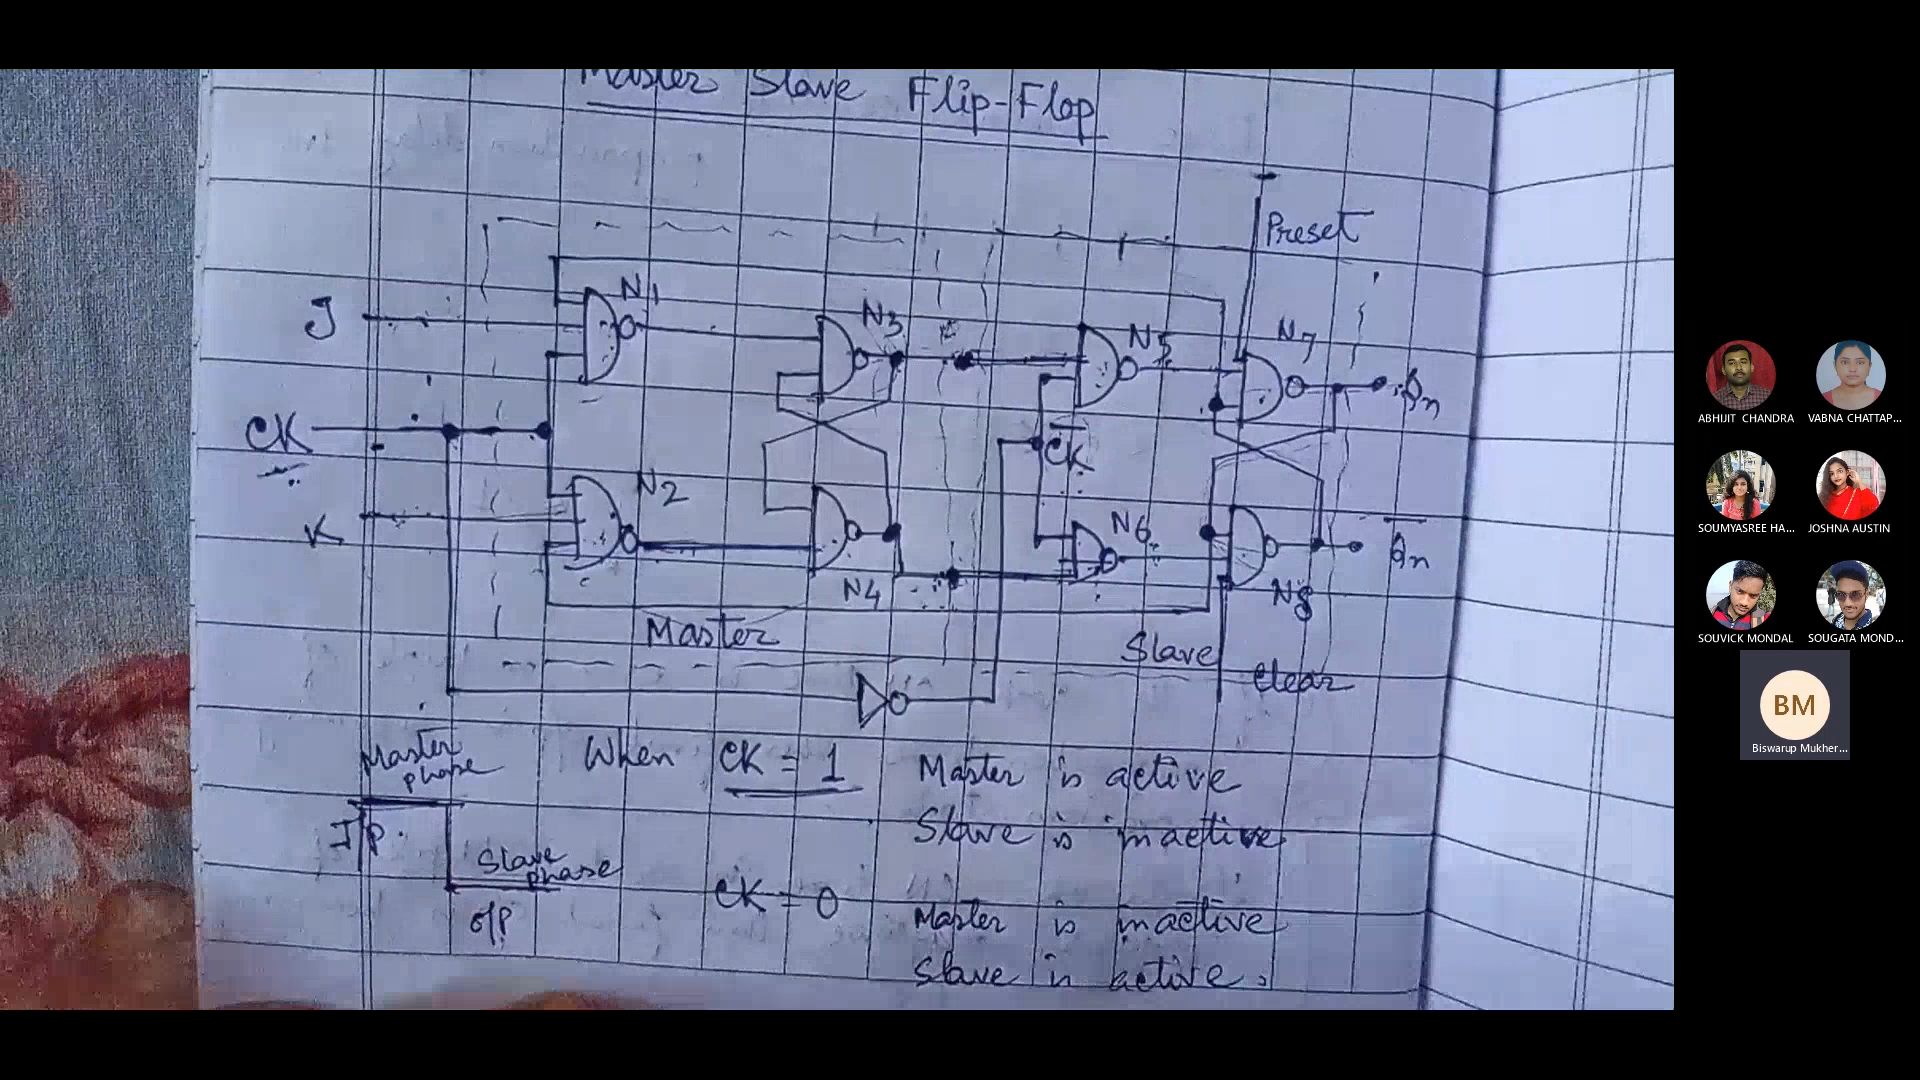 Master Slave Flip-Flop
Preset
J
N1
N3
N5
N7
Qn
CK
C̅K̅
K
N2
N4
N6
N8
Q̅n
Master
Slave
Clear
Master phase
When CK = 1 Master is active
Slave is inactive
I/P
Slave phase
O/P
CK = 0 Master is inactive
Slave is active.
ABHIJIT CHANDRA
VABNA CHATTAP...
SOUMYASREE HA...
JOSHNA AUSTIN
SOUVICK MONDAL
SOUGATA MOND...
BM
Biswarup Mukher...